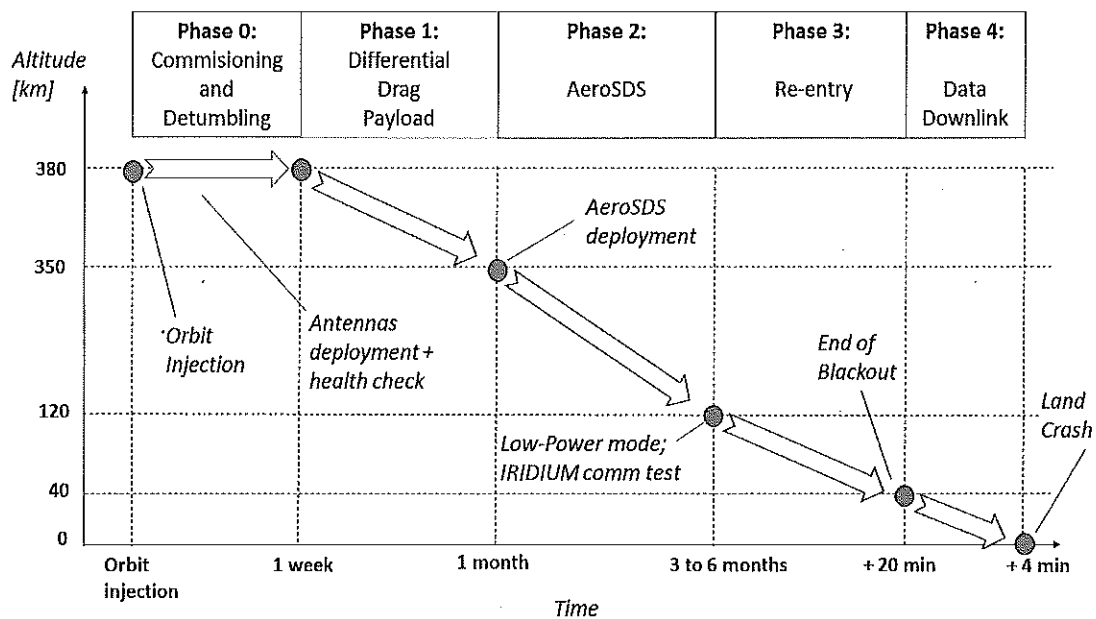 Phase 0:
Commisioning
and
Detumbling
Phase 1:
Differential
Drag
Payload
Phase 2:
AeroSDS
Phase 3:
Re-entry
Phase 4:
Data
Downlink
Altitude
[km]
380
350
120
40
0
AeroSDS
deployment
Orbit
Injection
Antennas
deployment +
health check
End of
Blackout
Land
Crash
Low-Power mode;
IRIDIUM comm test
Orbit
injection
1 week
1 month
3 to 6 months
+ 20 min
+ 4 min
Time